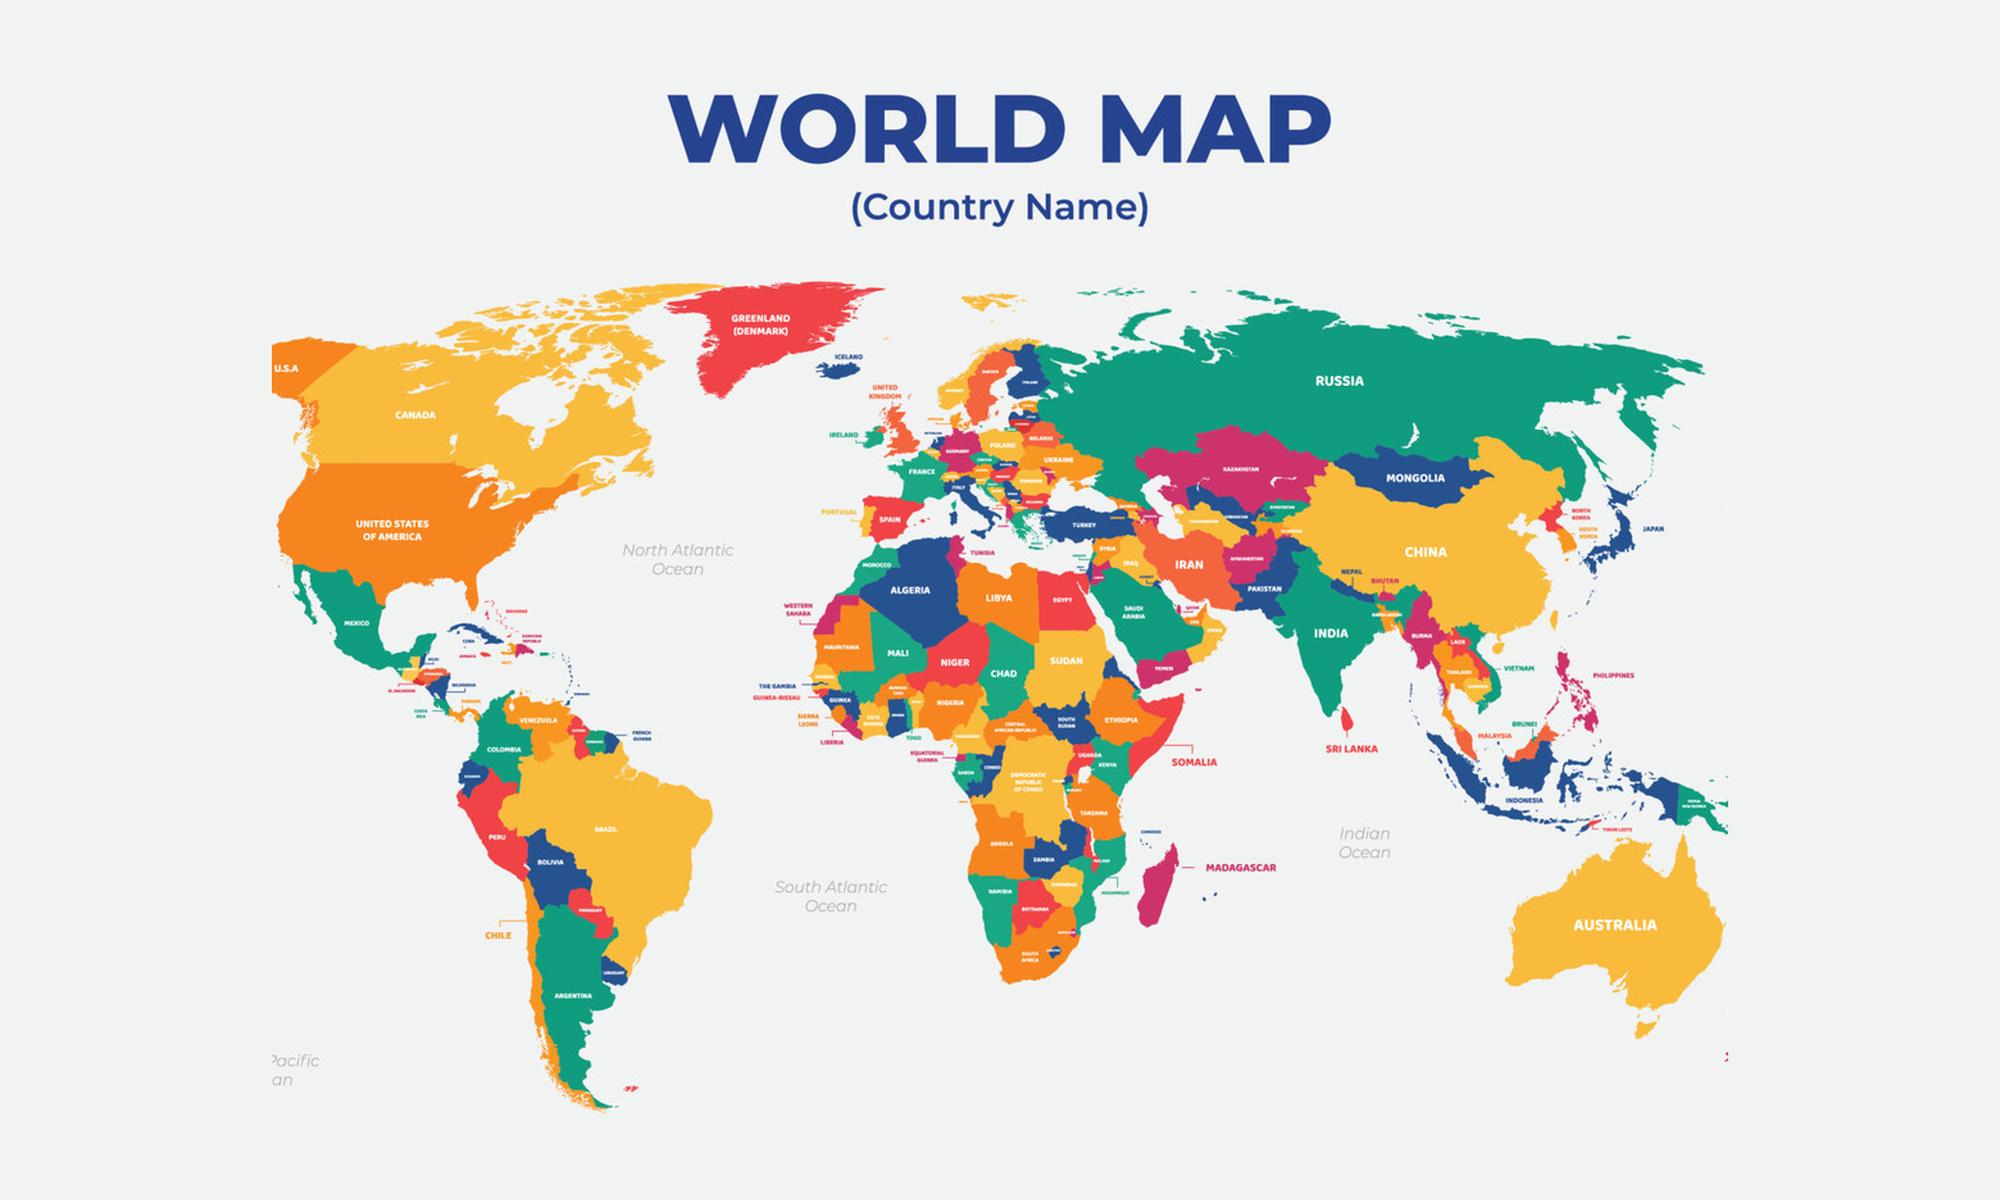 WORLD MAP
(Country Name)
GREENLAND
(DENMARK)
ICELAND
U.S.A
CANADA
UNITED
KINGDOM
IRELAND
RUSSIA
SWEDEN
FINLAND
NORWAY
BELARUS
POLAND
GERMANY
UKRAINE
FRANCE
KAZAKHSTAN
MONGOLIA
ITALY
PORTUGAL
SPAIN
TURKEY
NORTH
KOREA
SOUTH
KOREA
JAPAN
UNITED STATES
OF AMERICA
North Atlantic
Ocean
CHINA
TUNISIA
MOROCCO
SYRIA
IRAQ
IRAN
AFGHANISTAN
ALGERIA
LIBYA
EGYPT
PAKISTAN
NEPAL
BHUTAN
WESTERN
SAHARA
SAUDI
ARABIA
QATAR
UAE
OMAN
MEXICO
BAHAMAS
CUBA
INDIA
BURMA
LAOS
MAURITANIA
MALI
NIGER
CHAD
SUDAN
YEMEN
THAILAND
VIETNAM
PHILIPPINES
THE GAMBIA
GUINEA-BISSAU
GUINEA
SIERRA
LEONE
LIBERIA
TOGO
NIGERIA
SOUTH
SUDAN
ETHIOPIA
CENTRAL
AFRICAN REPUBLIC
VENEZUELA
COLOMBIA
FRENCH
GUIANA
EQUATORIAL
GUINEA
GABON
CONGO
DEMOCRATIC
REPUBLIC
OF CONGO
UGANDA
KENYA
SOMALIA
SRI LANKA
BRUNEI
MALAYSIA
INDONESIA
PAPUA
NEW GUINEA
TIMOR LESTE
PERU
BRAZIL
BOLIVIA
TANZANIA
ANGOLA
ZAMBIA
COMOROS
MADAGASCAR
MOZAMBIQUE
NAMIBIA
BOTSWANA
SOUTH
AFRICA
South Atlantic
Ocean
Indian
Ocean
AUSTRALIA
PARAGUAY
CHILE
URUGUAY
ARGENTINA
Pacific
an